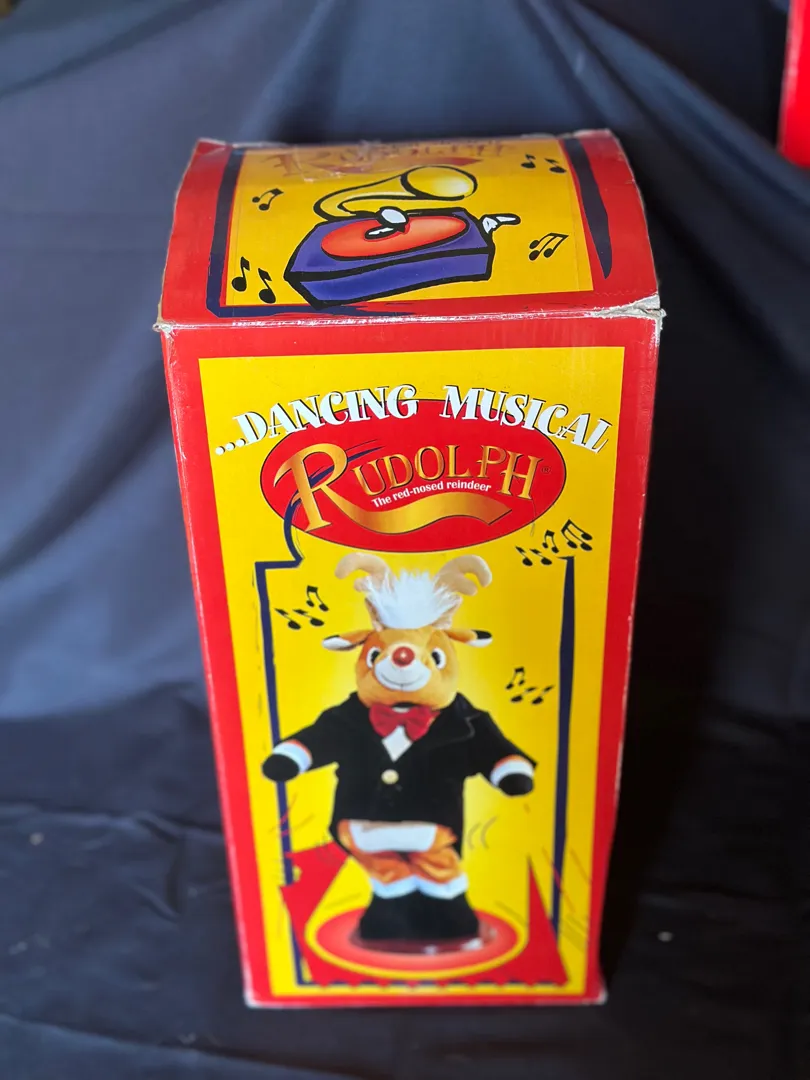 ...DANCING MUSICAL
RUDOLPH®
The red-nosed reindeer